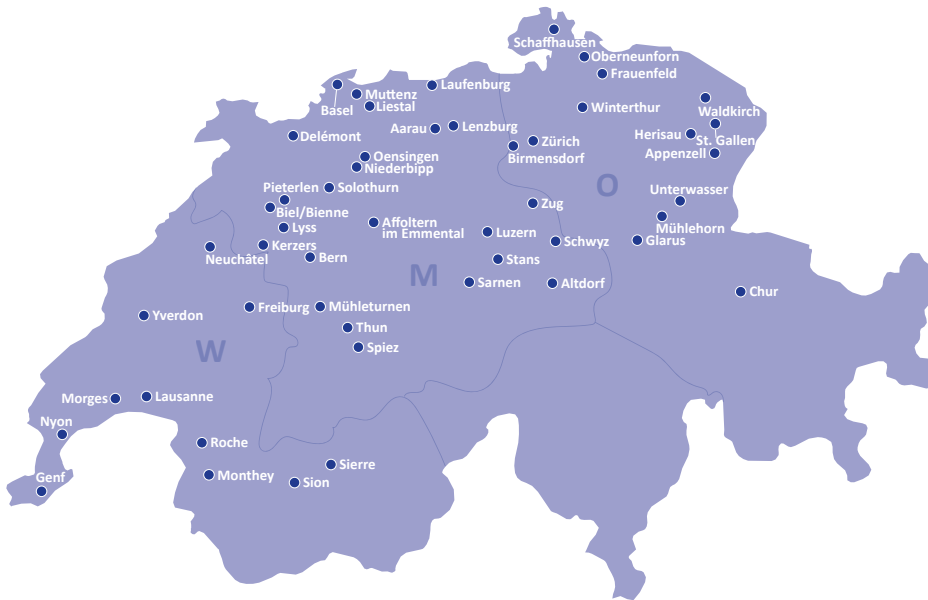 Schaffhausen
Oberneunforn
Frauenfeld
Laufenburg
Muttenz
Basel
Liestal
Winterthur
Waldkirch
Aarau
Lenzburg
Delémont
Herisau
St. Gallen
Zürich
Birmensdorf
Appenzell
Oensingen
Niederbipp
Pieterlen
Solothurn
O
Unterwasser
Biel/Bienne
Zug
Affoltern
im Emmental
Lyss
Mühlehorn
Luzern
Schwyz
Glarus
Kerzers
Neuchâtel
Bern
Stans
M
Sarnen
Altdorf
Chur
Freiburg
Mühleturnen
Yverdon
Thun
Spiez
W
Morges
Lausanne
Nyon
Roche
Sierre
Genf
Monthey
Sion